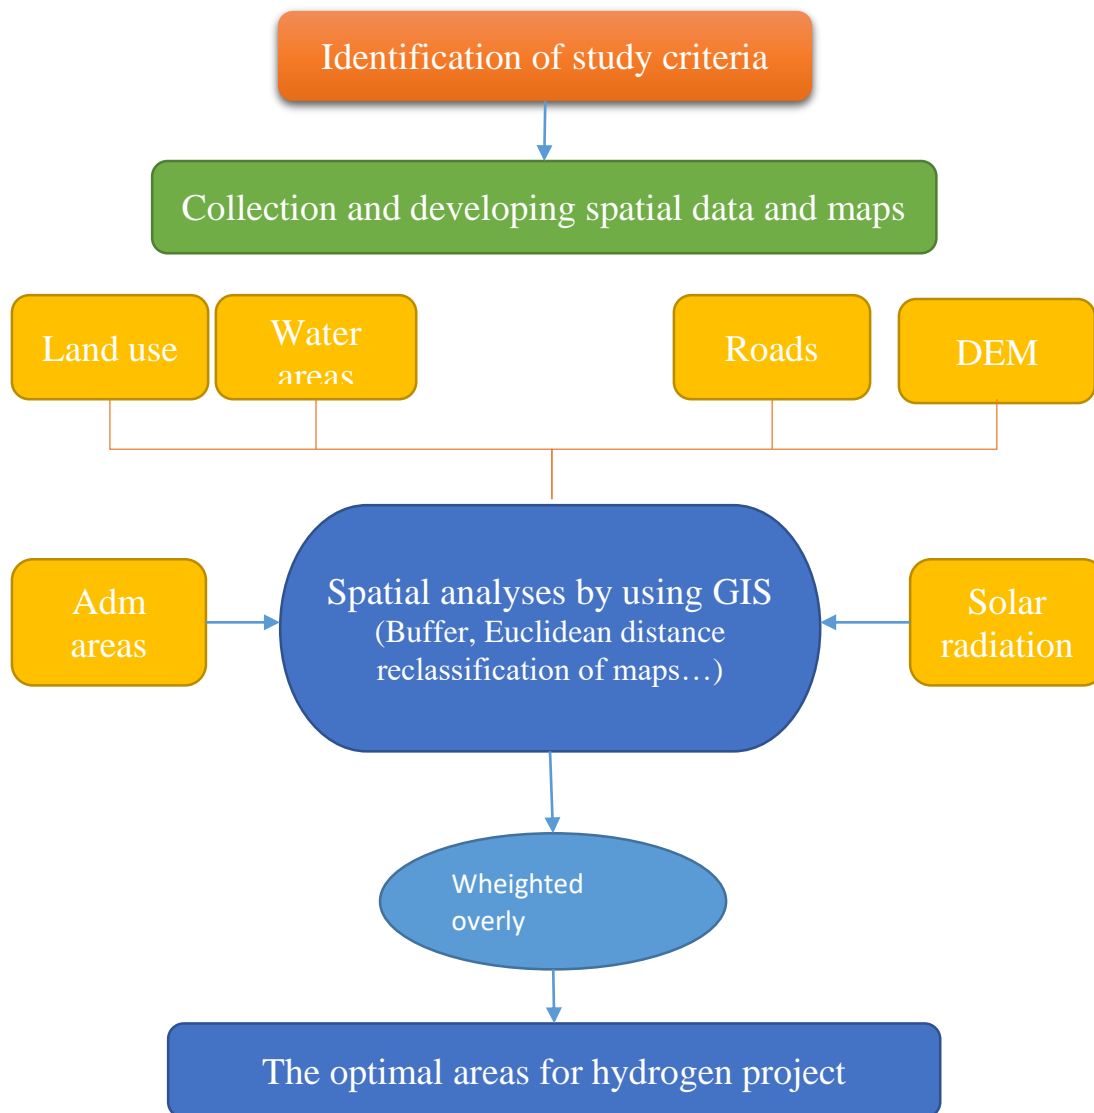 Identification of study criteria
Collection and developing spatial data and maps
Land use
Water
areas
Roads
DEM
Adm
areas
Spatial analyses by using GIS
(Buffer, Euclidean distance
reclassification of maps…)
Solar
radiation
Wheighted
overly
The optimal areas for hydrogen project